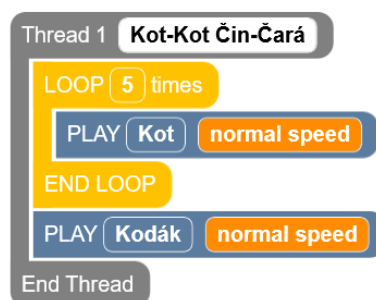 Thread 1 Kot-Kot Čin-Čará
LOOP 5 times
PLAY Kot normal speed
END LOOP
PLAY Kodák normal speed
End Thread